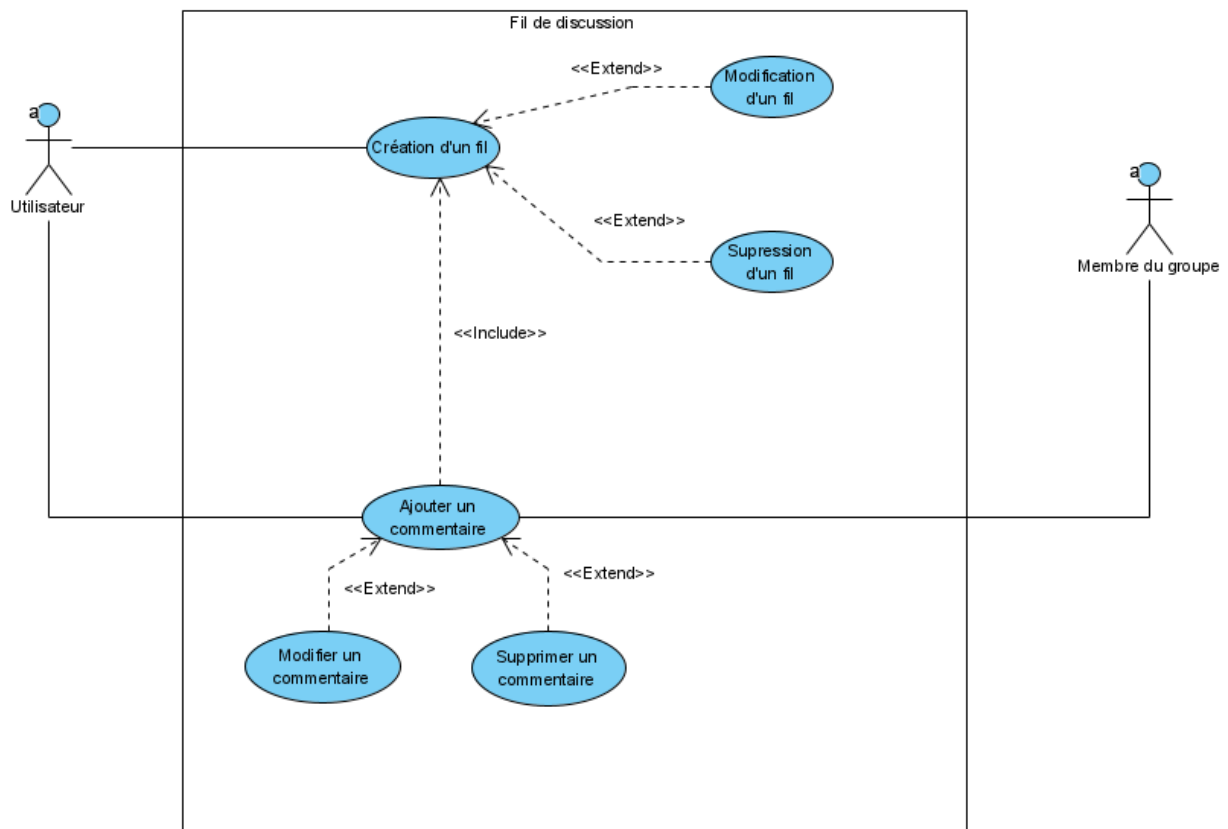 Fil de discussion
<<Extend>>
Modification
d'un fil
a
Création d'un fil
Utilisateur
<<Extend>>
Supression
d'un fil
a
Membre du groupe
<<Include>>
Ajouter un
commentaire
<<Extend>>
<<Extend>>
Modifier un
commentaire
Supprimer un
commentaire